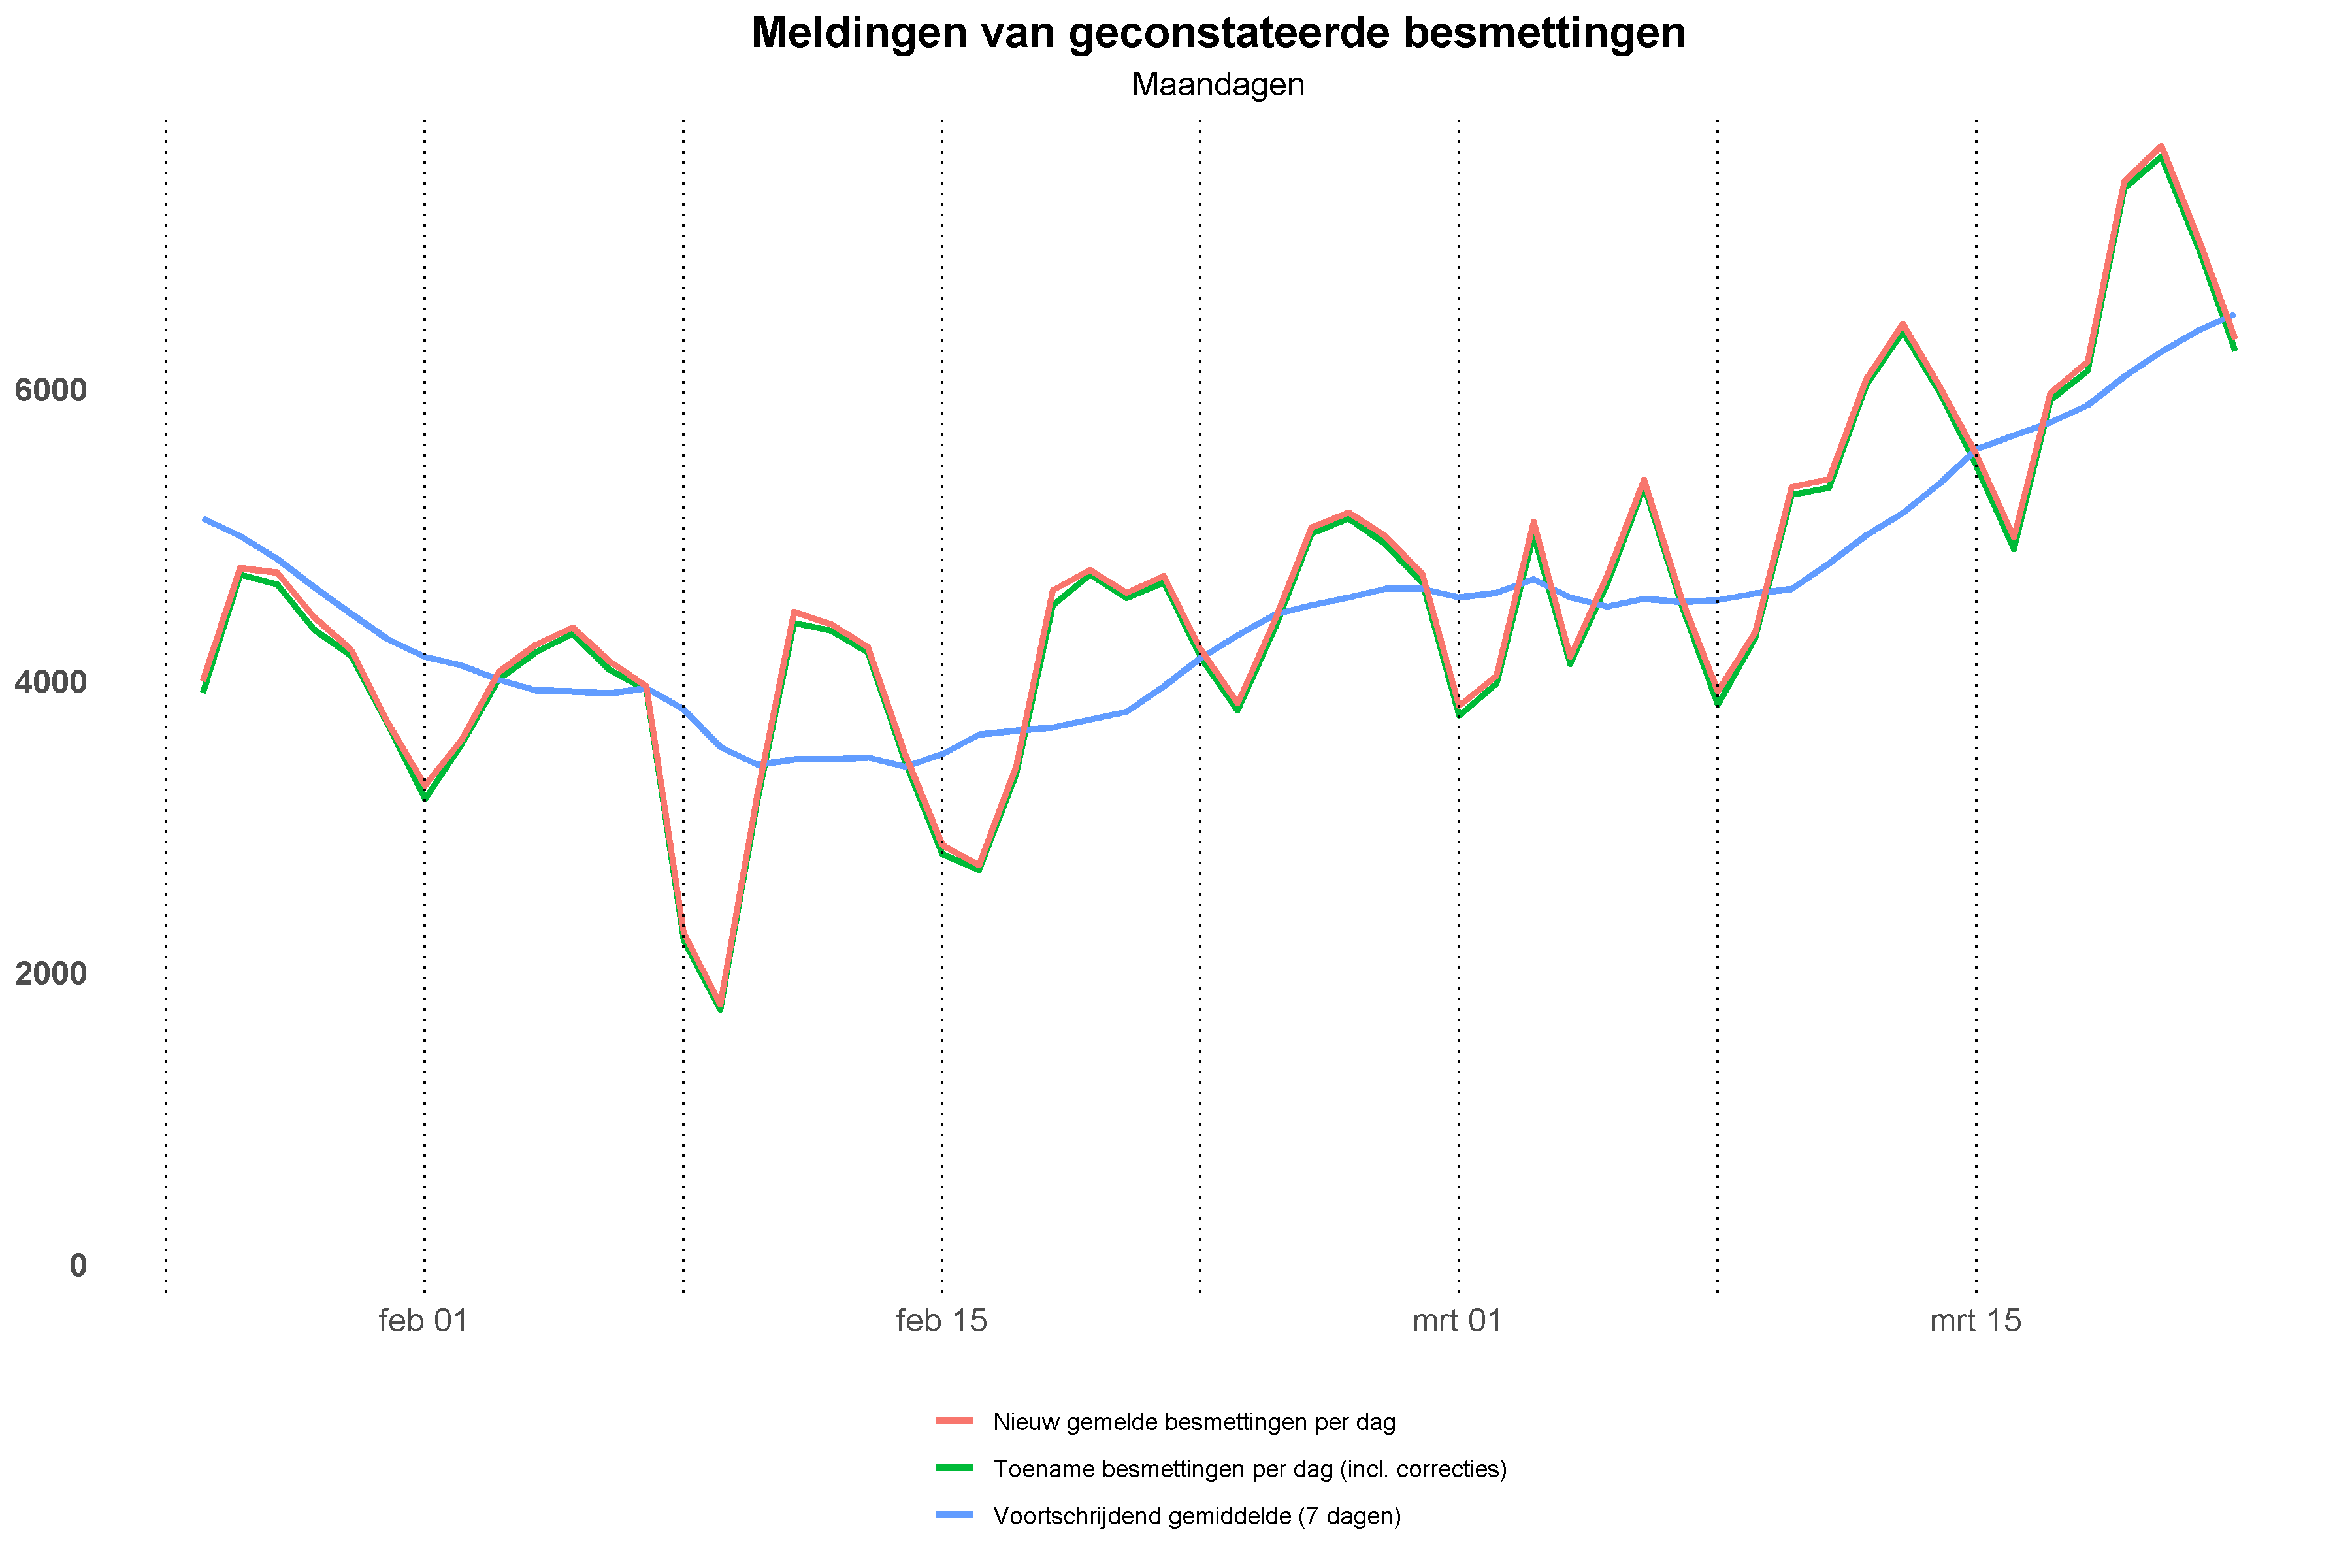 Meldingen van geconstateerde besmettingen
Maandagen
6000
4000
2000
0
feb 01
feb 15
mrt 01
mrt 15
Nieuw gemelde besmettingen per dag
Toename besmettingen per dag (incl. correcties)
Voortschrijdend gemiddelde (7 dagen)